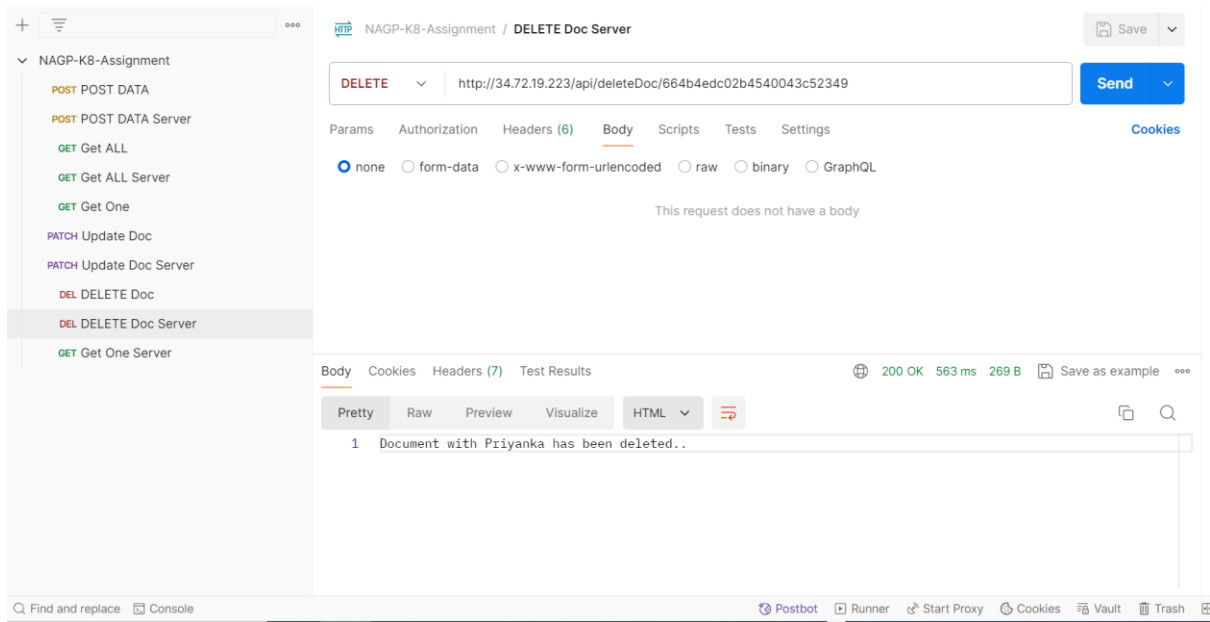 NAGP-K8-Assignment
POST POST DATA
POST POST DATA Server
GET Get ALL
GET Get ALL Server
GET Get One
PATCH Update Doc
PATCH Update Doc Server
DEL DELETE Doc
DEL DELETE Doc Server
GET Get One Server
HTTP NAGP-K8-Assignment / DELETE Doc Server
Save
DELETE http://34.72.19.223/api/deleteDoc/664b4edc02b4540043c52349
Send
Params Authorization Headers (6) Body Scripts Tests Settings Cookies
none form-data x-www-form-urlencoded raw binary GraphQL
This request does not have a body
Body Cookies Headers (7) Test Results 200 OK 563 ms 269 B Save as example
Pretty Raw Preview Visualize HTML
1 Document with Priyanka has been deleted..
Find and replace Console Postbot Runner Start Proxy Cookies Vault Trash